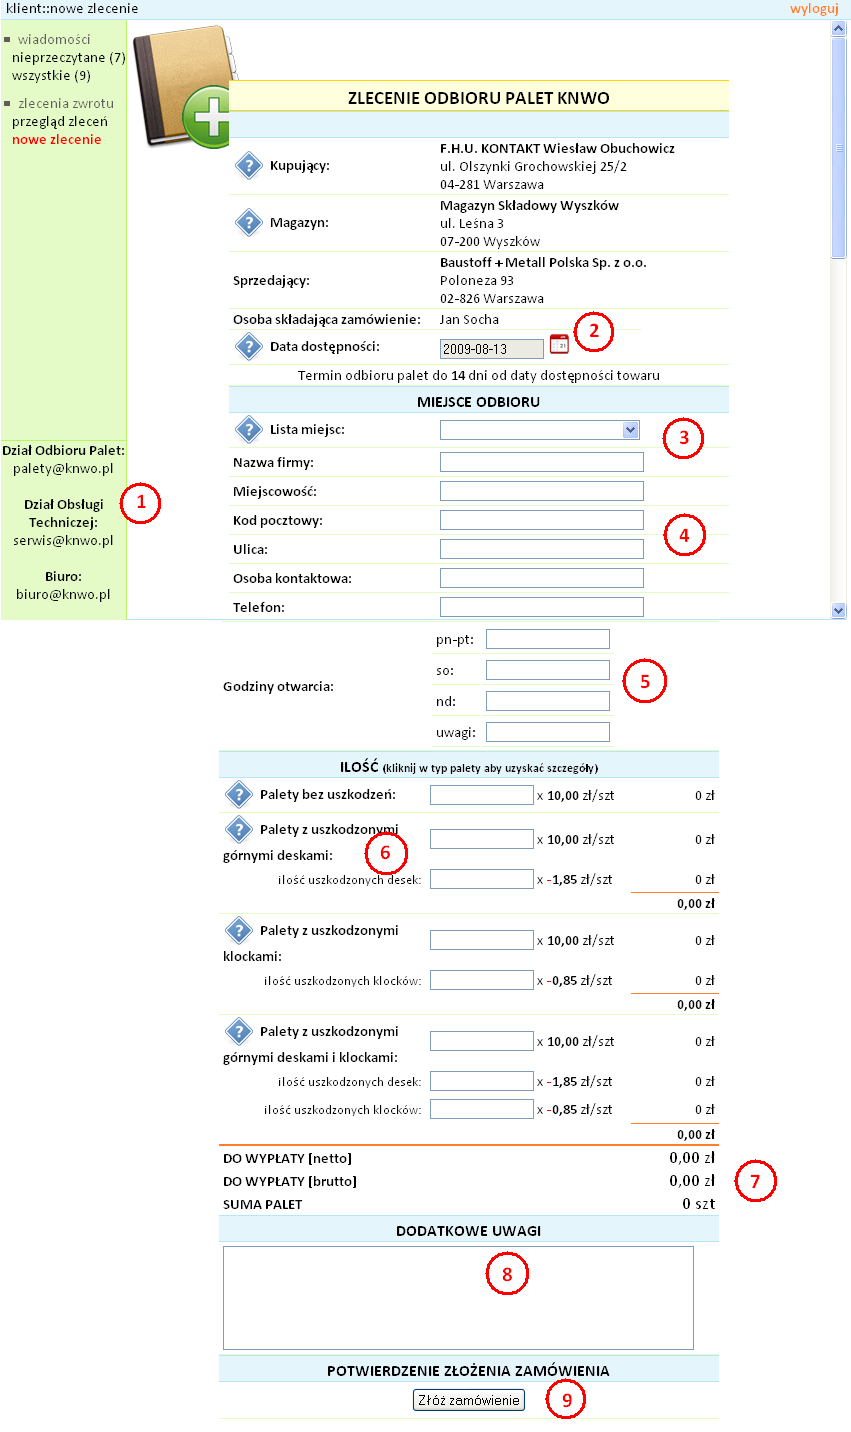 klient::nowe zlecenie
wyloguj
wiadomości
nieprzeczytane (7)
wszystkie (9)
zlecenia zwrotu
przegląd zleceń
nowe zlecenie
Dział Odbioru Palet:
palety@knwo.pl
Dział Obsługi
Techniczej:
serwis@knwo.pl
Biuro:
biuro@knwo.pl
1
ZLECENIE ODBIORU PALET KNWO
? Kupujący:
F.H.U. KONTAKT Wiesław Obuchowicz
ul. Olszynki Grochowskiej 25/2
04-281 Warszawa
? Magazyn:
Magazyn Składowy Wyszków
ul. Leśna 3
07-200 Wyszków
Sprzedający:
Baustoff + Metall Polska Sp. z o.o.
Poloneza 93
02-826 Warszawa
Osoba składająca zamówienie: Jan Socha
? Data dostępności: 2009-08-13 21 2
Termin odbioru palet do 14 dni od daty dostępności towaru
MIEJSCE ODBIORU
? Lista miejsc: 3
Nazwa firmy:
Miejscowość:
Kod pocztowy:
4
Ulica:
Osoba kontaktowa:
Telefon:
Godziny otwarcia:
pn-pt:
so:
5
nd:
uwagi:
ILOŚĆ (kliknij w typ palety aby uzyskać szczegóły)
? Palety bez uszkodzeń: x 10,00 zł/szt 0 zł
? Palety z uszkodzonymi
górnymi deskami: x 10,00 zł/szt 0 zł
6
ilość uszkodzonych desek: x -1,85 zł/szt 0 zł
0,00 zł
? Palety z uszkodzonymi
klockami: x 10,00 zł/szt 0 zł
ilość uszkodzonych klocków: x -0,85 zł/szt 0 zł
0,00 zł
? Palety z uszkodzonymi
górnymi deskami i klockami: x 10,00 zł/szt 0 zł
ilość uszkodzonych desek: x -1,85 zł/szt 0 zł
ilość uszkodzonych klocków: x -0,85 zł/szt 0 zł
0,00 zł
DO WYPŁATY [netto] 0,00 zł
DO WYPŁATY [brutto] 0,00 zł
7
SUMA PALET 0 szt
DODATKOWE UWAGI
8
POTWIERDZENIE ZŁOŻENIA ZAMÓWIENIA
Złóż zamówienie 9